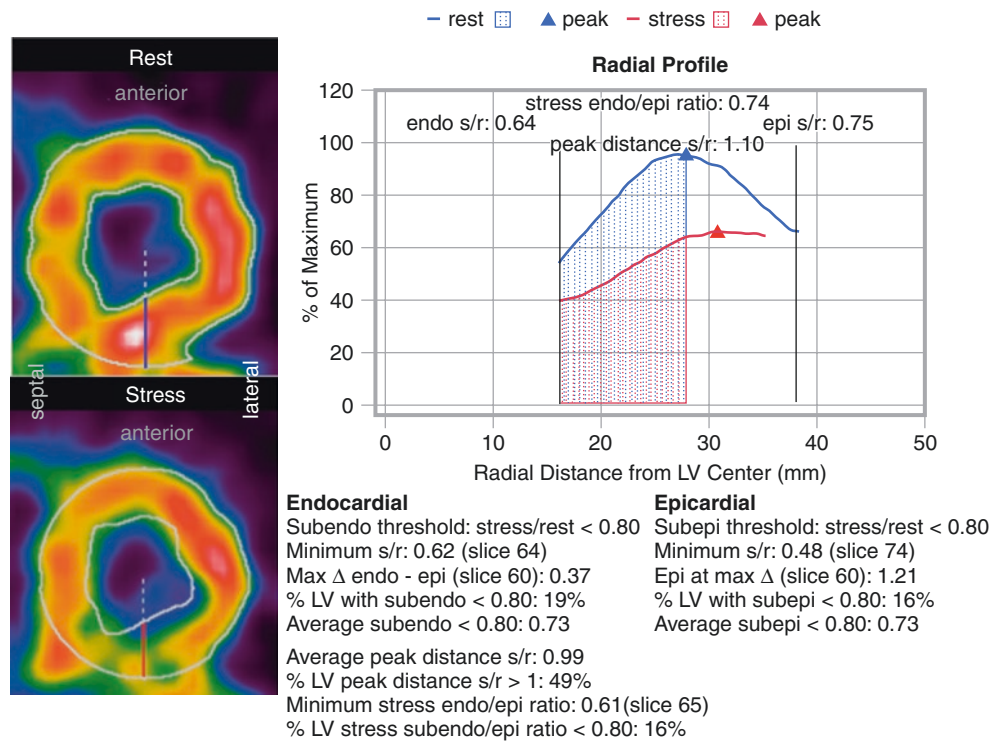 rest peak stress peak
Rest
anterior
septal
lateral
Stress
anterior
Radial Profile
stress endo/epi ratio: 0.74
endo s/r: 0.64
epi s/r: 0.75
peak distance s/r: 1.10
% of Maximum
120
100
80
60
40
20
0
0 10 20 30 40 50
Radial Distance from LV Center (mm)
Endocardial
Subendo threshold: stress/rest < 0.80
Minimum s/r: 0.62 (slice 64)
Max Δ endo - epi (slice 60): 0.37
% LV with subendo < 0.80: 19%
Average subendo < 0.80: 0.73
Average peak distance s/r: 0.99
% LV peak distance s/r > 1: 49%
Minimum stress endo/epi ratio: 0.61(slice 65)
% LV stress subendo/epi ratio < 0.80: 16%
Epicardial
Subepi threshold: stress/rest < 0.80
Minimum s/r: 0.48 (slice 74)
Epi at max Δ (slice 60): 1.21
% LV with subepi < 0.80: 16%
Average subepi < 0.80: 0.73